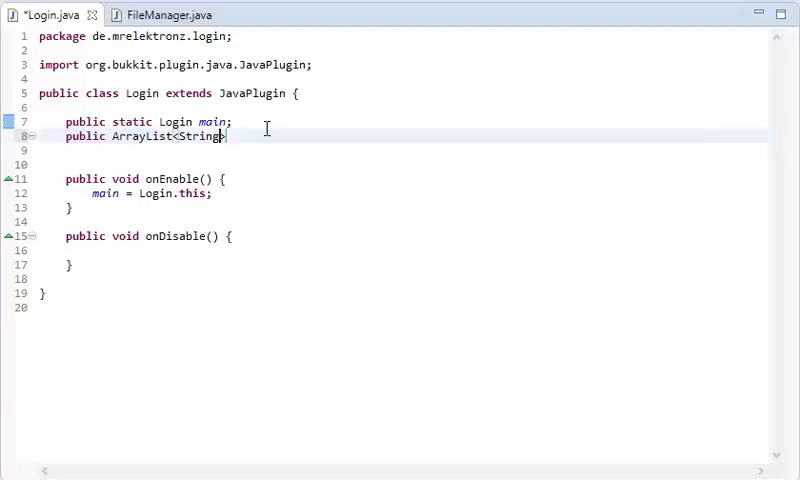 *Login.java
FileManager.java
1 package de.mrelektronz.login;
2
3 import org.bukkit.plugin.java.JavaPlugin;
4
5 public class Login extends JavaPlugin {
6
7 public static Login main;
8 public ArrayList<String>
9
10
11 public void onEnable() {
12 main = Login.this;
13 }
14
15 public void onDisable() {
16
17 }
18
19 }
20